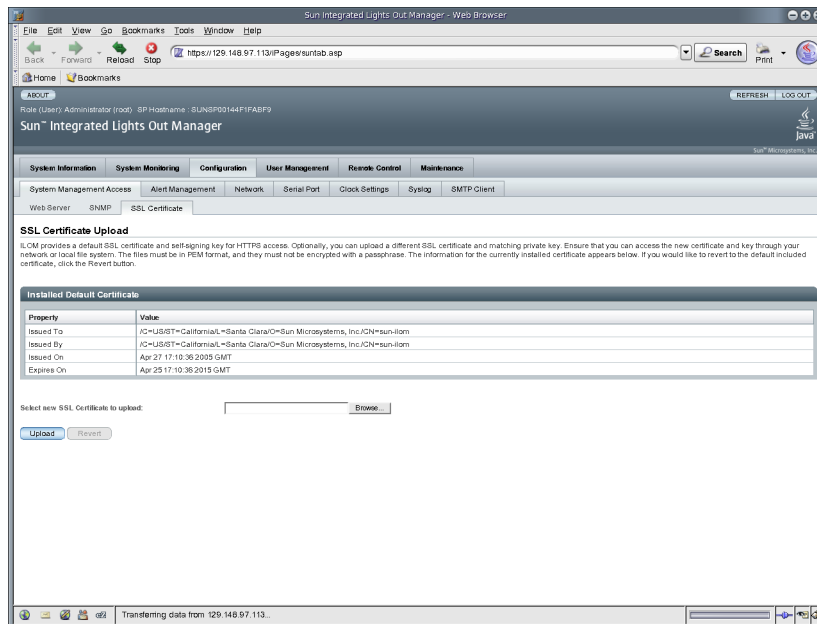 Sun Integrated Lights Out Manager - Web Browser
File Edit View Go Bookmarks Tools Window Help
Back Forward Reload Stop https://129.148.97.113/iPages/suntab.asp Search Print
Home Bookmarks
ABOUT REFRESH LOG OUT
Role (User): Administrator (root) SP Hostname : SUNSP00144F1FABF9
Sun™ Integrated Lights Out Manager
Java
Sun™ Microsystems, Inc.
System Information System Monitoring Configuration User Management Remote Control Maintenance
System Management Access Alert Management Network Serial Port Clock Settings Syslog SMTP Client
Web Server SNMP SSL Certificate
SSL Certificate Upload
ILOM provides a default SSL certificate and self-signing key for HTTPS access. Optionally, you can upload a different SSL certificate and matching private key. Ensure that you can access the new certificate and key through your
network or local file system. The files must be in PEM format, and they must not be encrypted with a passphrase. The information for the currently installed certificate appears below. If you would like to revert to the default included
certificate, click the Revert button.
Installed Default Certificate
Property Value
Issued To /C=US/ST=California/L=Santa Clara/O=Sun Microsystems, Inc./CN=sun-ilom
Issued By /C=US/ST=California/L=Santa Clara/O=Sun Microsystems, Inc./CN=sun-ilom
Issued On Apr 27 17:10:36 2005 GMT
Expires On Apr 25 17:10:36 2015 GMT
Select new SSL Certificate to upload: Browse...
Upload Revert
Transferring data from 129.148.97.113...